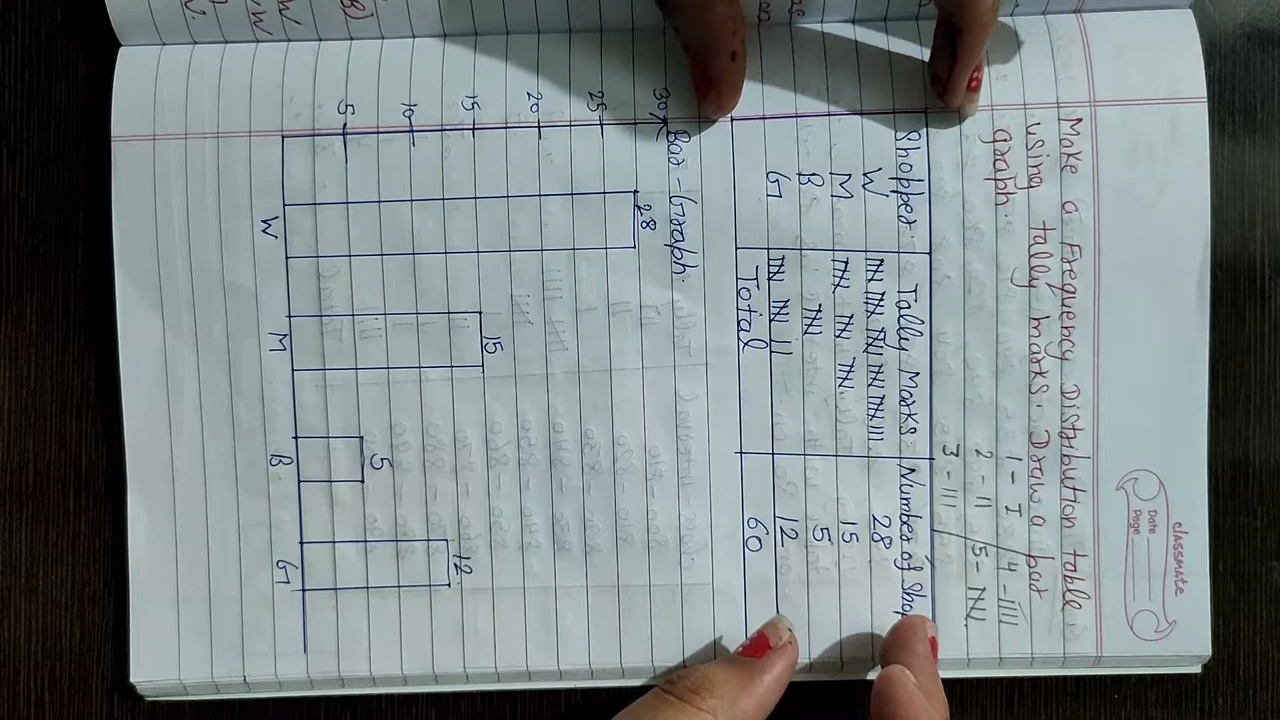 classmate
Date
Page
Make a Frequency Distribution table
using tally marks. Draw a bar
graph.
1 - I 4 - IIII
2 - II 5 - 𝍸
3 - III
Shopper. Tally Marks. Number of Shop
W 𝍸 𝍸 𝍸 𝍸 𝍸 III 28
M 𝍸 𝍸 𝍸 15
B 𝍸 5
G 𝍸 𝍸 II 12
Total 60
Bar - Graph.
30
25
20
15
10
5
28
15
5
12
W M B G